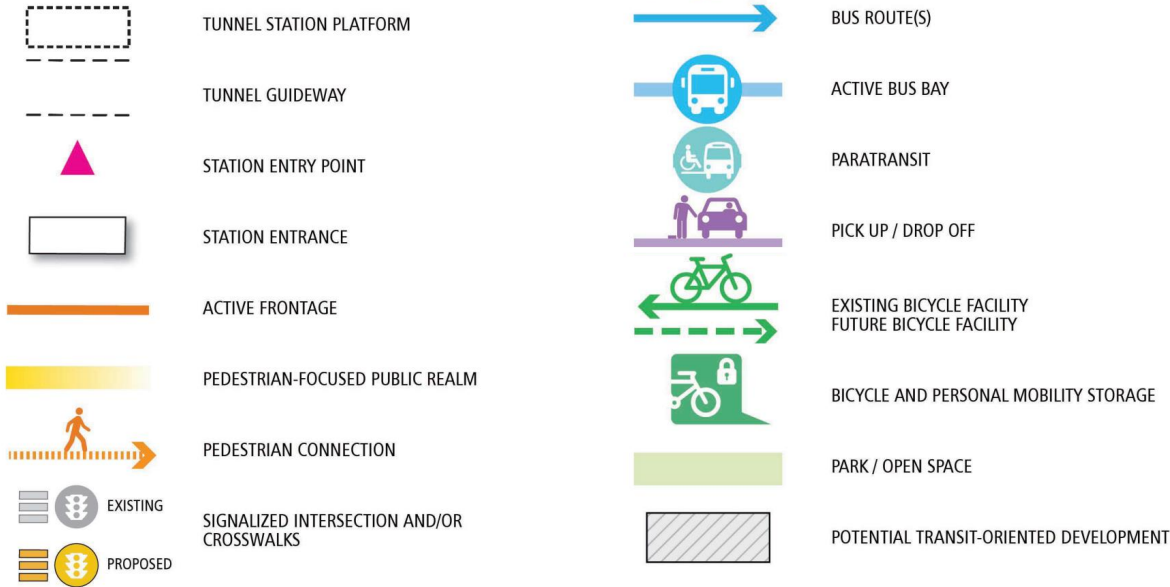 TUNNEL STATION PLATFORM
TUNNEL GUIDEWAY
STATION ENTRY POINT
STATION ENTRANCE
ACTIVE FRONTAGE
PEDESTRIAN-FOCUSED PUBLIC REALM
PEDESTRIAN CONNECTION
EXISTING
PROPOSED
SIGNALIZED INTERSECTION AND/OR
CROSSWALKS
BUS ROUTE(S)
ACTIVE BUS BAY
PARATRANSIT
PICK UP / DROP OFF
EXISTING BICYCLE FACILITY
FUTURE BICYCLE FACILITY
BICYCLE AND PERSONAL MOBILITY STORAGE
PARK / OPEN SPACE
POTENTIAL TRANSIT-ORIENTED DEVELOPMENT